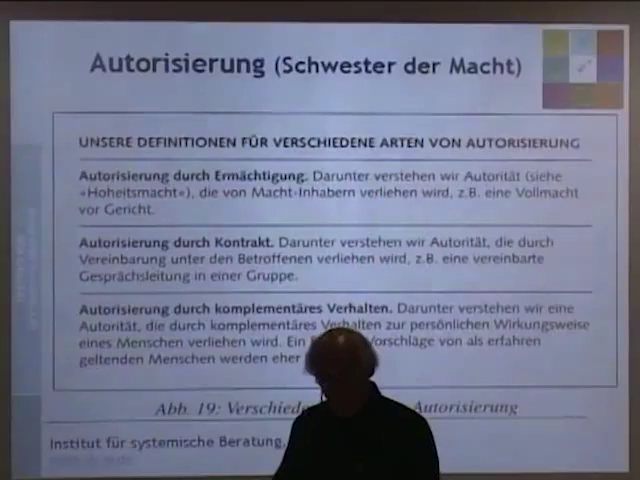 Autorisierung (Schwester der Macht)
UNSERE DEFINITIONEN FÜR VERSCHIEDENE ARTEN VON AUTORISIERUNG
Autorisierung durch Ermächtigung. Darunter verstehen wir Autorität (siehe
»Hoheitsmacht«), die von Macht-Inhabern verliehen wird, z.B. eine Vollmacht
vor Gericht.
Autorisierung durch Kontrakt. Darunter verstehen wir Autorität, die durch
Vereinbarung unter den Betroffenen verliehen wird, z.B. eine vereinbarte
Gesprächsleitung in einer Gruppe.
Autorisierung durch komplementäres Verhalten. Darunter verstehen wir eine
Autorität, die durch komplementäres Verhalten zur persönlichen Wirkungsweise
eines Menschen verliehen wird. Ein Vorschläge von als erfahren
geltenden Menschen werden eher
Abb. 19: Verschiede Autorisierung
Institut für systemische Beratung,